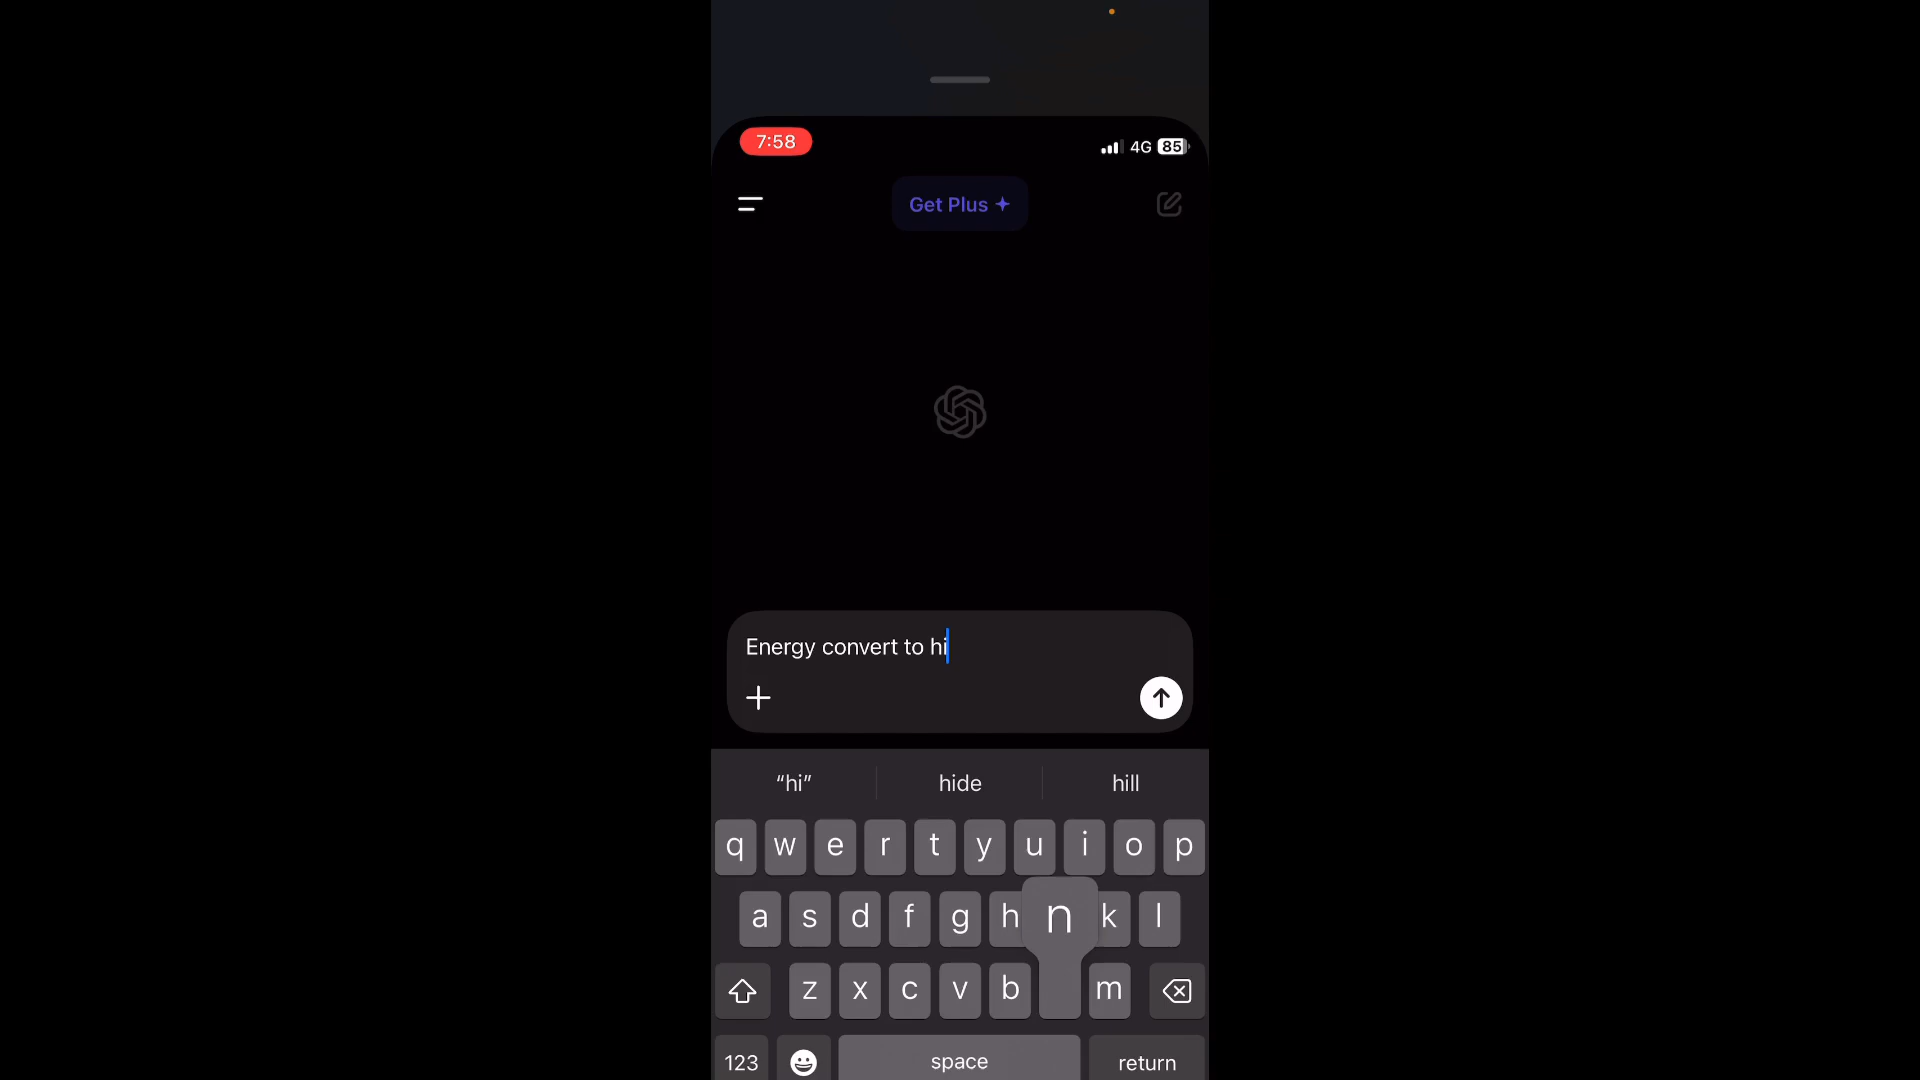 7:58
4G 85
Get Plus
Energy convert to hi
“hi” hide hill
q w e r t y u i o p
a s d f g h n k l
z x c v b m
123 space return